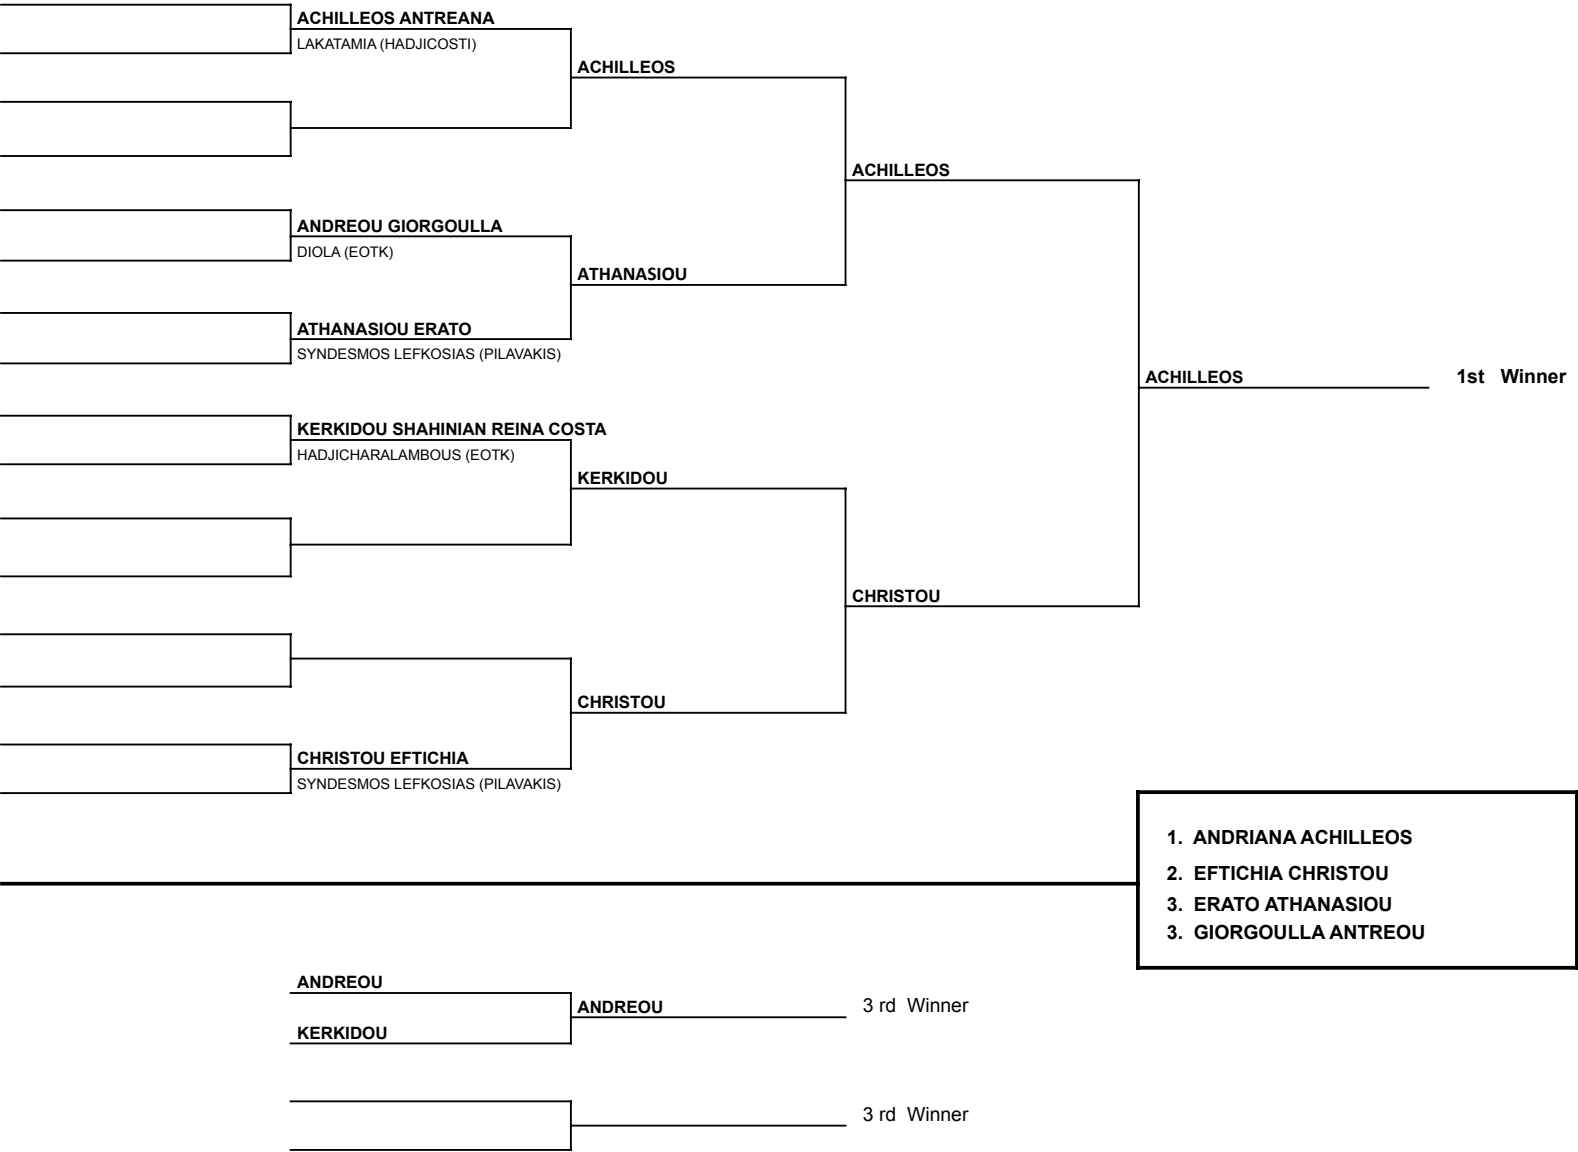 ACHILLEOS ANTREANA
LAKATAMIA (HADJICOSTI)
ACHILLEOS
ACHILLEOS
ANDREOU GIORGOULLA
DIOLA (EOTK)
ATHANASIOU
ATHANASIOU ERATO
SYNDESMOS LEFKOSIAS (PILAVAKIS)
ACHILLEOS
1st Winner
KERKIDOU SHAHINIAN REINA COSTA
HADJICHARALAMBOUS (EOTK)
KERKIDOU
CHRISTOU
CHRISTOU
CHRISTOU EFTICHIA
SYNDESMOS LEFKOSIAS (PILAVAKIS)
1. ANDRIANA ACHILLEOS
2. EFTICHIA CHRISTOU
3. ERATO ATHANASIOU
3. GIORGOULLA ANTREOU
ANDREOU
ANDREOU
3 rd Winner
KERKIDOU
3 rd Winner